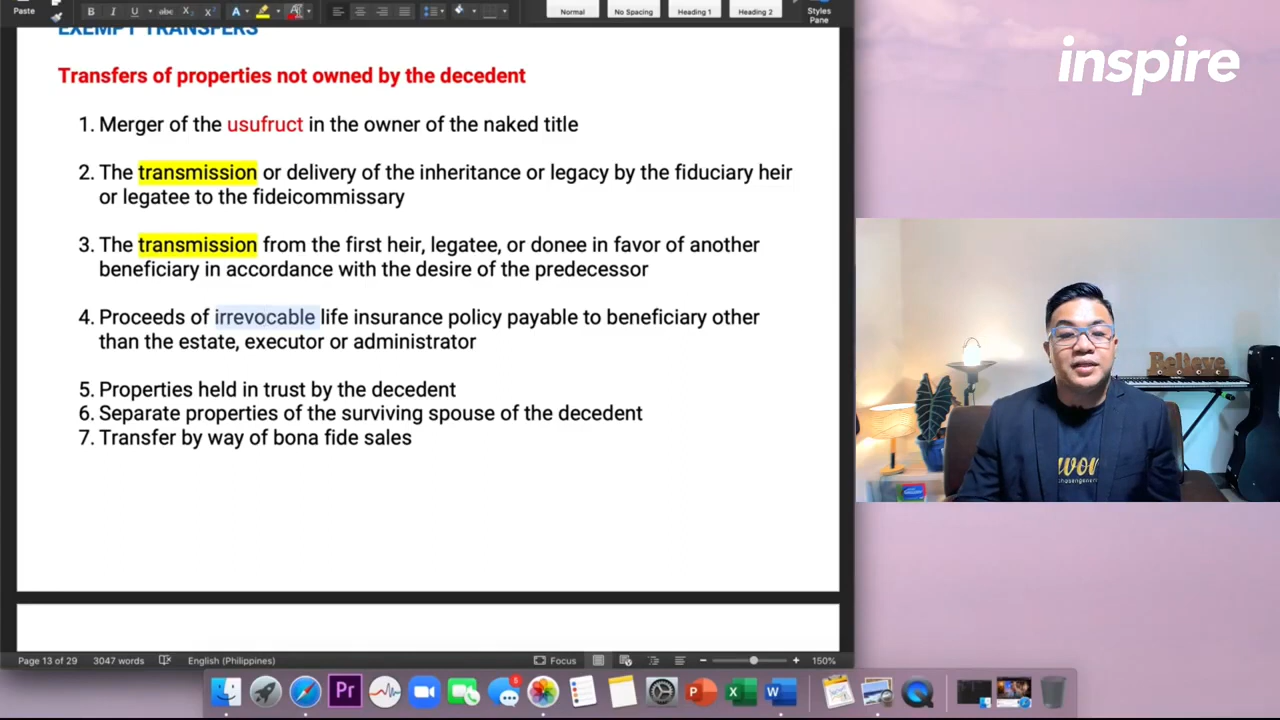 Paste
B I U abc X₂ X² A A
Normal
No Spacing
Heading 1
Heading 2
Styles
Pane
inspire
EXEMPT TRANSFERS
Transfers of properties not owned by the decedent
1. Merger of the usufruct in the owner of the naked title
2. The transmission or delivery of the inheritance or legacy by the fiduciary heir
or legatee to the fideicommissary
3. The transmission from the first heir, legatee, or donee in favor of another
beneficiary in accordance with the desire of the predecessor
4. Proceeds of irrevocable life insurance policy payable to beneficiary other
than the estate, executor or administrator
5. Properties held in trust by the decedent
6. Separate properties of the surviving spouse of the decedent
7. Transfer by way of bona fide sales
Believe
Page 13 of 29
3047 words
English (Philippines)
Focus
150%
Pr
5
P
X
W